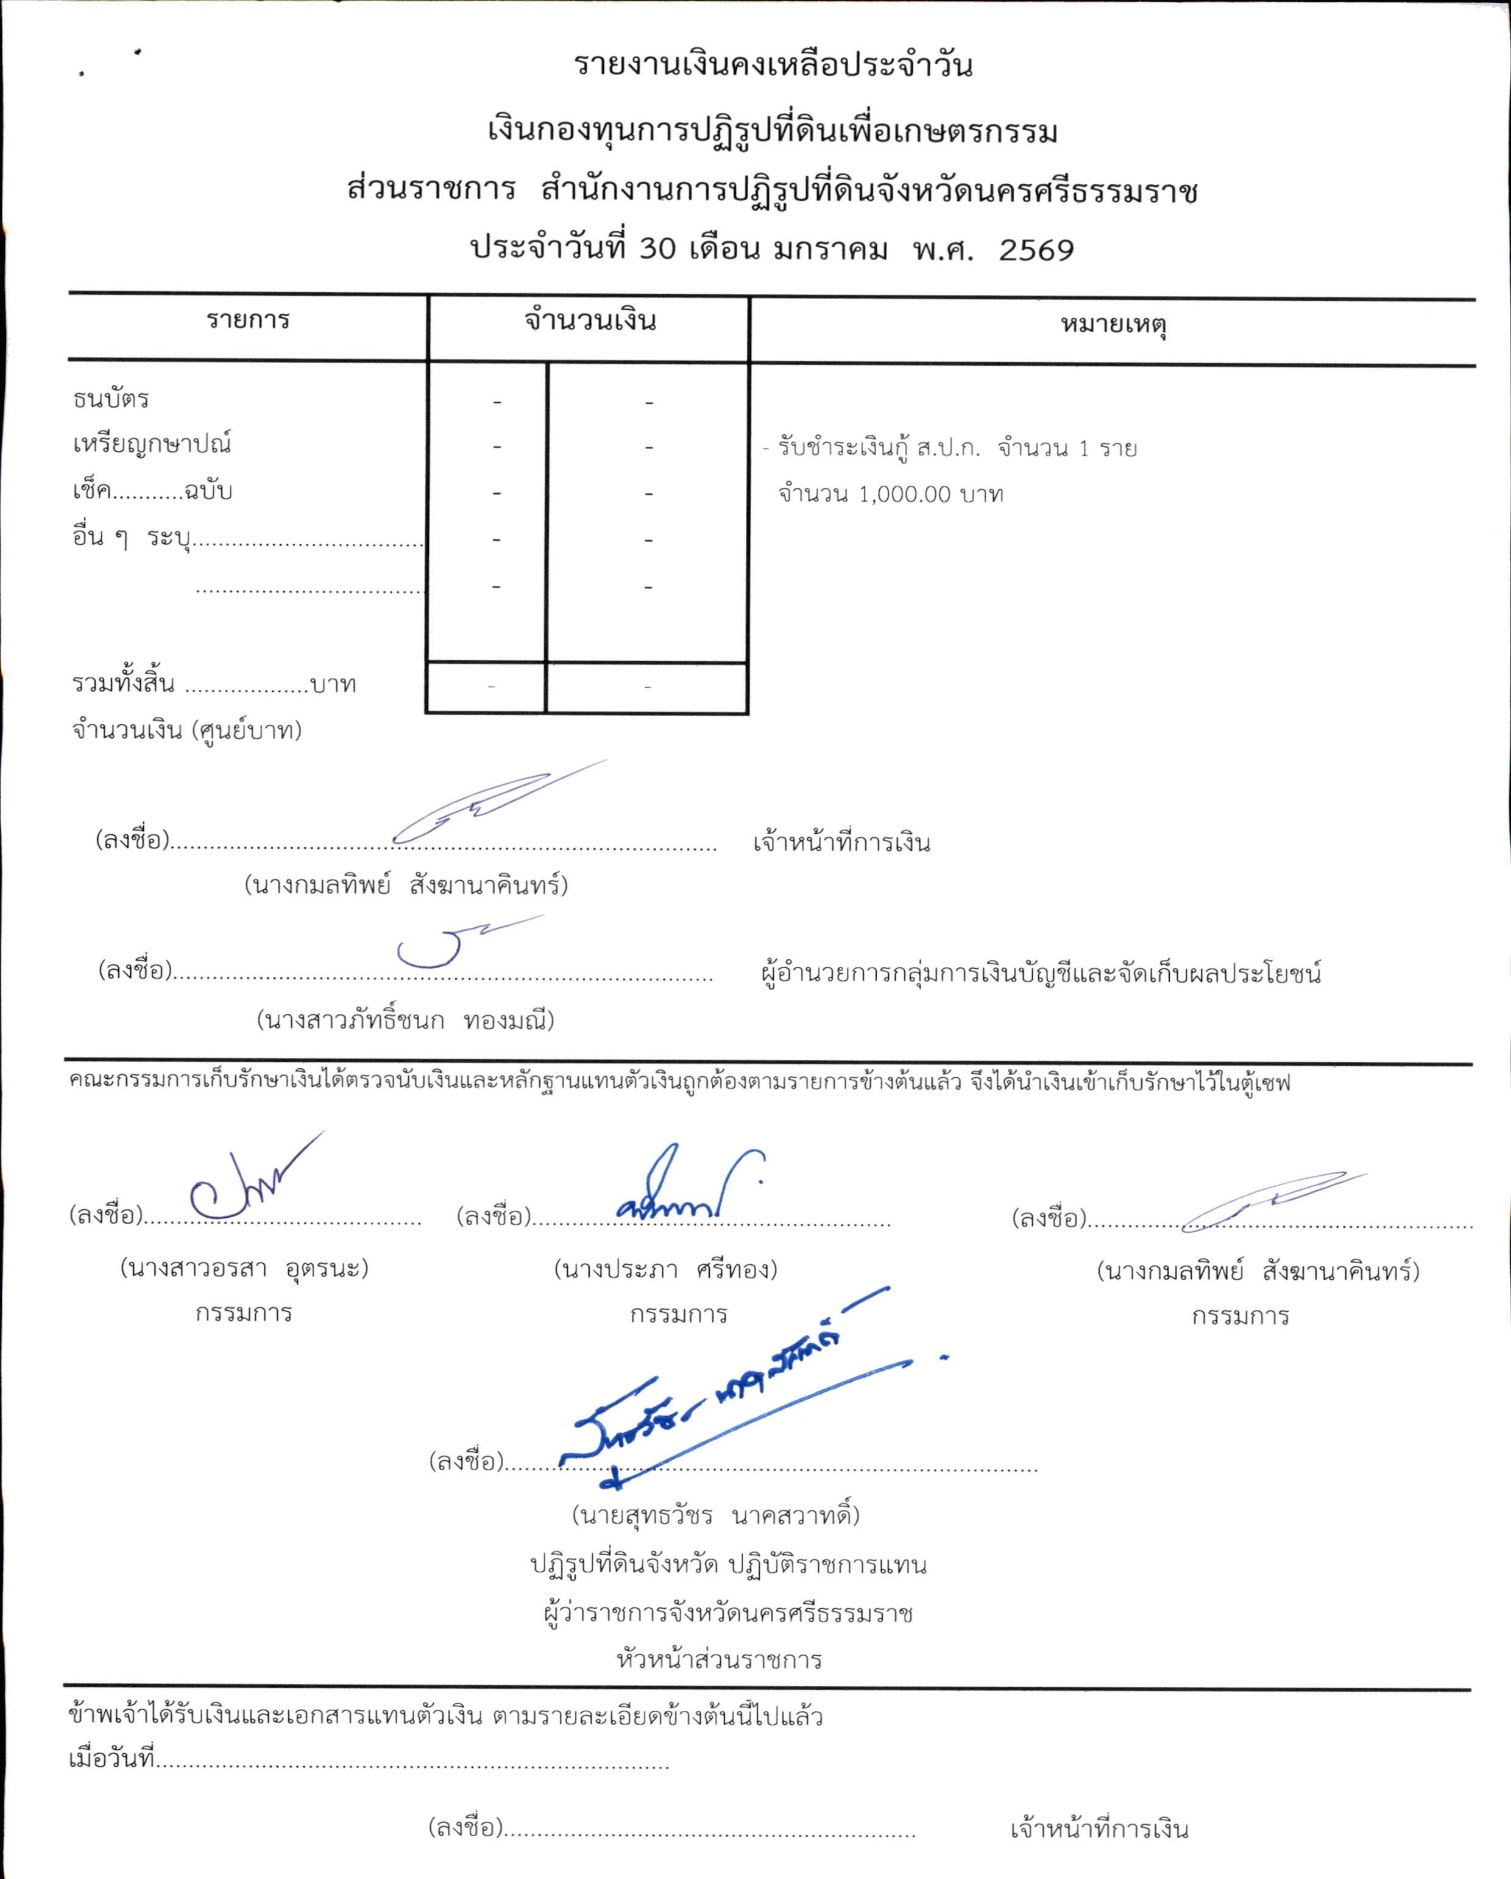 รายงานเงินคงเหลือประจำวัน
เงินกองทุนการปฏิรูปที่ดินเพื่อเกษตรกรรม
ส่วนราชการ สำนักงานการปฏิรูปที่ดินจังหวัดนครศรีธรรมราช
ประจำวันที่ 30 เดือน มกราคม พ.ศ. 2569
รายการ จำนวนเงิน หมายเหตุ
ธนบัตร - -
เหรียญกษาปณ์ - - - รับชำระเงินกู้ ส.ป.ก. จำนวน 1 ราย
เช็ค...........ฉบับ - - จำนวน 1,000.00 บาท
อื่น ๆ ระบุ................................... - -
................................... - -
รวมทั้งสิ้น ...................บาท - -
จำนวนเงิน (ศูนย์บาท)
(ลงชื่อ)................................................................................... เจ้าหน้าที่การเงิน
(นางกมลทิพย์ สังฆานาคินทร์)
(ลงชื่อ)................................................................................... ผู้อำนวยการกลุ่มการเงินบัญชีและจัดเก็บผลประโยชน์
(นางสาวภัทธิ์ชนก ทองมณี)
คณะกรรมการเก็บรักษาเงินได้ตรวจนับเงินและหลักฐานแทนตัวเงินถูกต้องตามรายการข้างต้นแล้ว จึงได้นำเงินเข้าเก็บรักษาไว้ในตู้เซฟ
(ลงชื่อ).......................................... (ลงชื่อ)...................................................... (ลงชื่อ)..........................................................
(นางสาวอรสา อุตรนะ) (นางประภา ศรีทอง) (นางกมลทิพย์ สังฆานาคินทร์)
กรรมการ กรรมการ กรรมการ
(ลงชื่อ).................................................................................
(นายสุทธวัชร นาคสวาทดิ์)
ปฏิรูปที่ดินจังหวัด ปฏิบัติราชการแทน
ผู้ว่าราชการจังหวัดนครศรีธรรมราช
หัวหน้าส่วนราชการ
ข้าพเจ้าได้รับเงินและเอกสารแทนตัวเงิน ตามรายละเอียดข้างต้นนี้ไปแล้ว
เมื่อวันที่..............................................................................
(ลงชื่อ)............................................................... เจ้าหน้าที่การเงิน